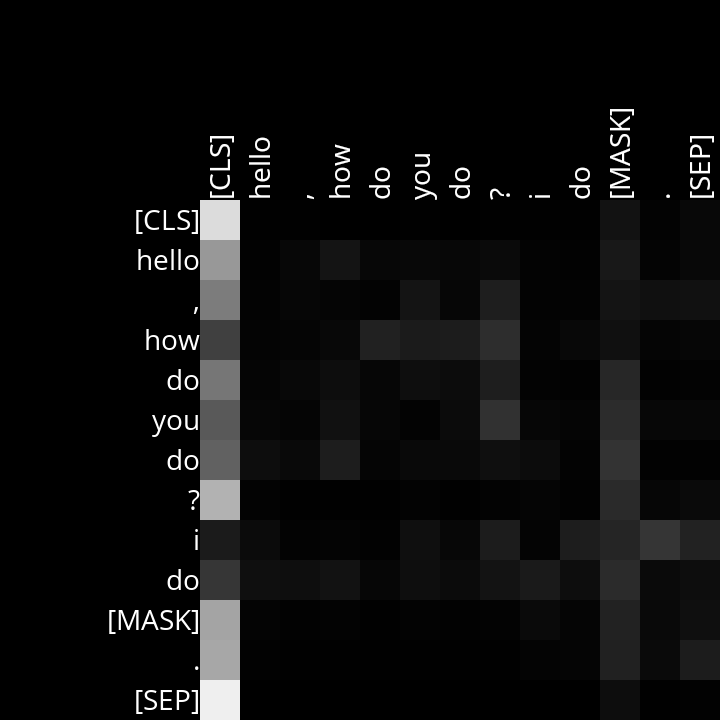 [CLS] hello , how do you do ? i do [MASK] . [SEP]
[CLS]
hello
,
how
do
you
do
?
i
do
[MASK]
.
[SEP]